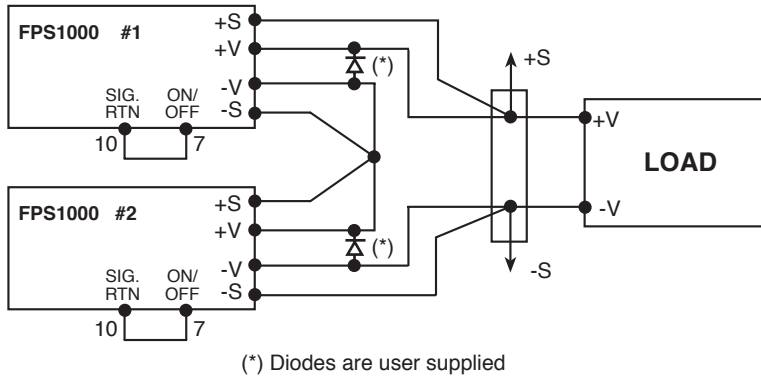 FPS1000 #1
+S
+V
-V
-S
SIG. RTN
ON/ OFF
10
7
(*)
+S
+V
LOAD
-V
-S
FPS1000 #2
+S
+V
-V
-S
SIG. RTN
ON/ OFF
10
7
(*)
(*) Diodes are user supplied